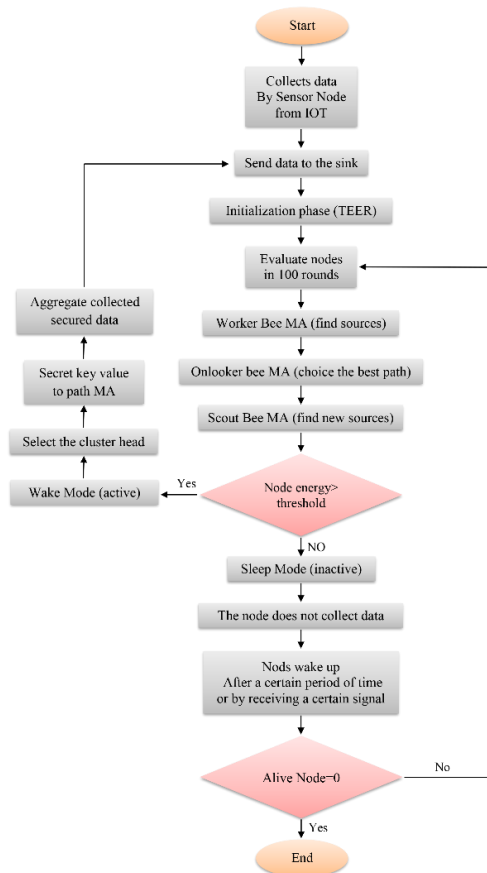 Start
Collects data
By Sensor Node
from IOT
Send data to the sink
Initialization phase (TEER)
Evaluate nodes
in 100 rounds
Worker Bee MA (find sources)
Onlooker bee MA (choice the best path)
Scout Bee MA (find new sources)
Node energy>
threshold
Yes
Wake Mode (active)
Select the cluster head
Secret key value
to path MA
Aggregate collected
secured data
NO
Sleep Mode (inactive)
The node does not collect data
Nods wake up
After a certain period of time
or by receiving a certain signal
Alive Node=0
No
Yes
End